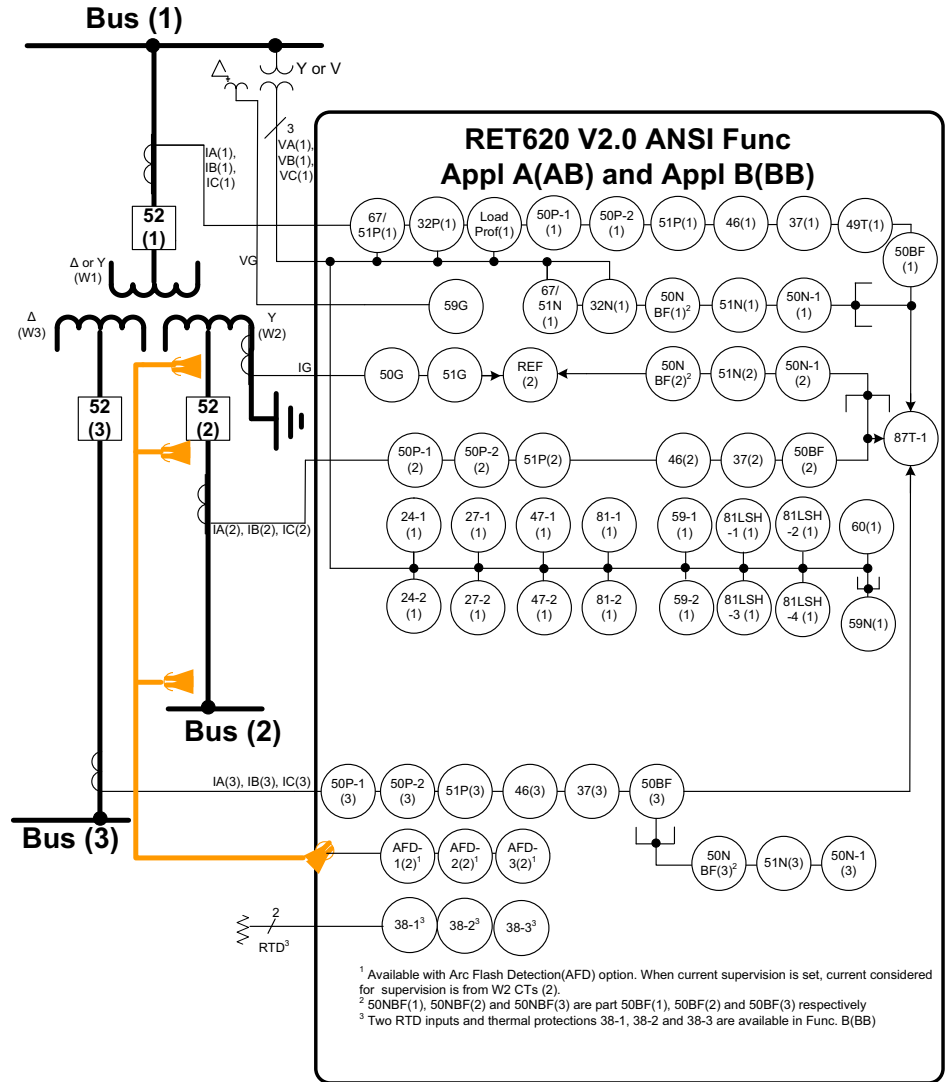 Bus (1)
Y or V
3
VA(1),
VB(1),
VC(1)
IA(1),
IB(1),
IC(1)
52
(1)
Δ or Y
(W1)
Δ
(W3)
Y
(W2)
VG
IG
52
(3)
52
(2)
IA(2), IB(2), IC(2)
Bus (2)
IA(3), IB(3), IC(3)
Bus (3)
2
RTD³
RET620 V2.0 ANSI Func
Appl A(AB) and Appl B(BB)
67/
51P(1)
32P(1)
Load
Prof(1)
50P-1
(1)
50P-2
(1)
51P(1)
46(1)
37(1)
49T(1)
50BF
(1)
59G
67/
51N
(1)
32N(1)
50N
BF(1)²
51N(1)
50N-1
(1)
50G
51G
REF
(2)
50N
BF(2)²
51N(2)
50N-1
(2)
87T-1
50P-1
(2)
50P-2
(2)
51P(2)
46(2)
37(2)
50BF
(2)
24-1
(1)
27-1
(1)
47-1
(1)
81-1
(1)
59-1
(1)
81LSH
-1 (1)
81LSH
-2 (1)
60(1)
24-2
(1)
27-2
(1)
47-2
(1)
81-2
(1)
59-2
(1)
81LSH
-3 (1)
81LSH
-4 (1)
59N(1)
50P-1
(3)
50P-2
(3)
51P(3)
46(3)
37(3)
50BF
(3)
AFD-
1(2)¹
AFD-
2(2)¹
AFD-
3(2)¹
50N
BF(3)²
51N(3)
50N-1
(3)
38-1³
38-2³
38-3³
¹ Available with Arc Flash Detection(AFD) option. When current supervision is set, current considered
for supervision is from W2 CTs (2).
² 50NBF(1), 50NBF(2) and 50NBF(3) are part 50BF(1), 50BF(2) and 50BF(3) respectively
³ Two RTD inputs and thermal protections 38-1, 38-2 and 38-3 are available in Func. B(BB)